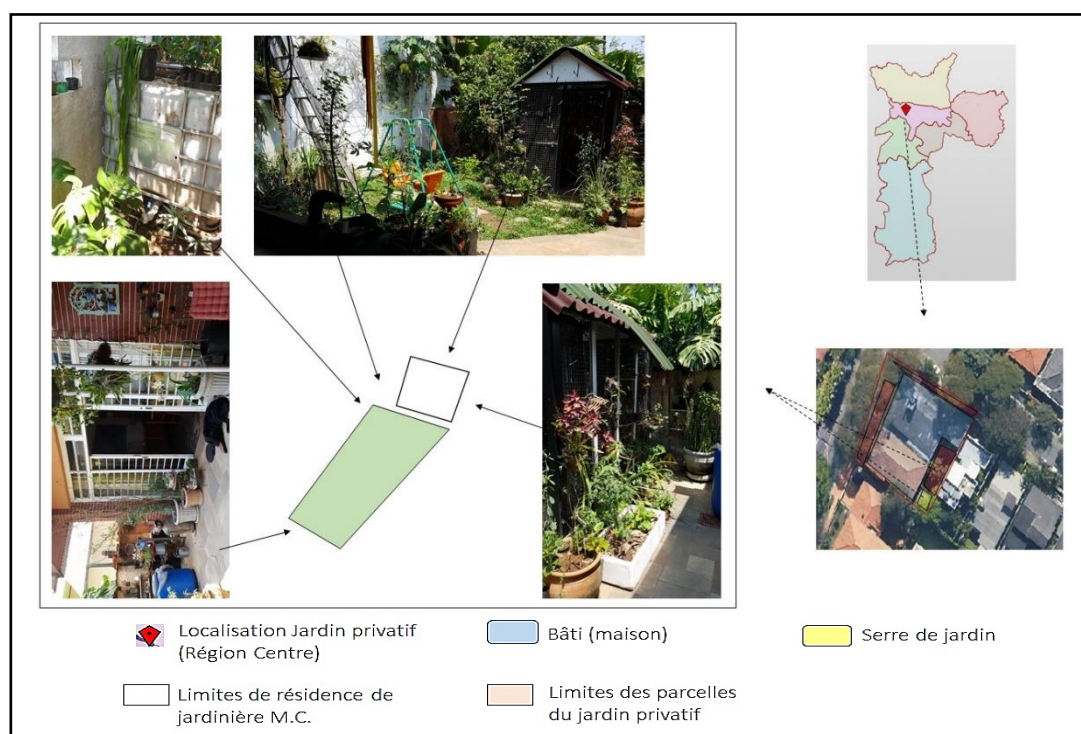 Localisation Jardin privatif
(Région Centre)
Bâti (maison)
Serre de jardin
Limites de résidence de
jardinière M.C.
Limites des parcelles
du jardin privatif